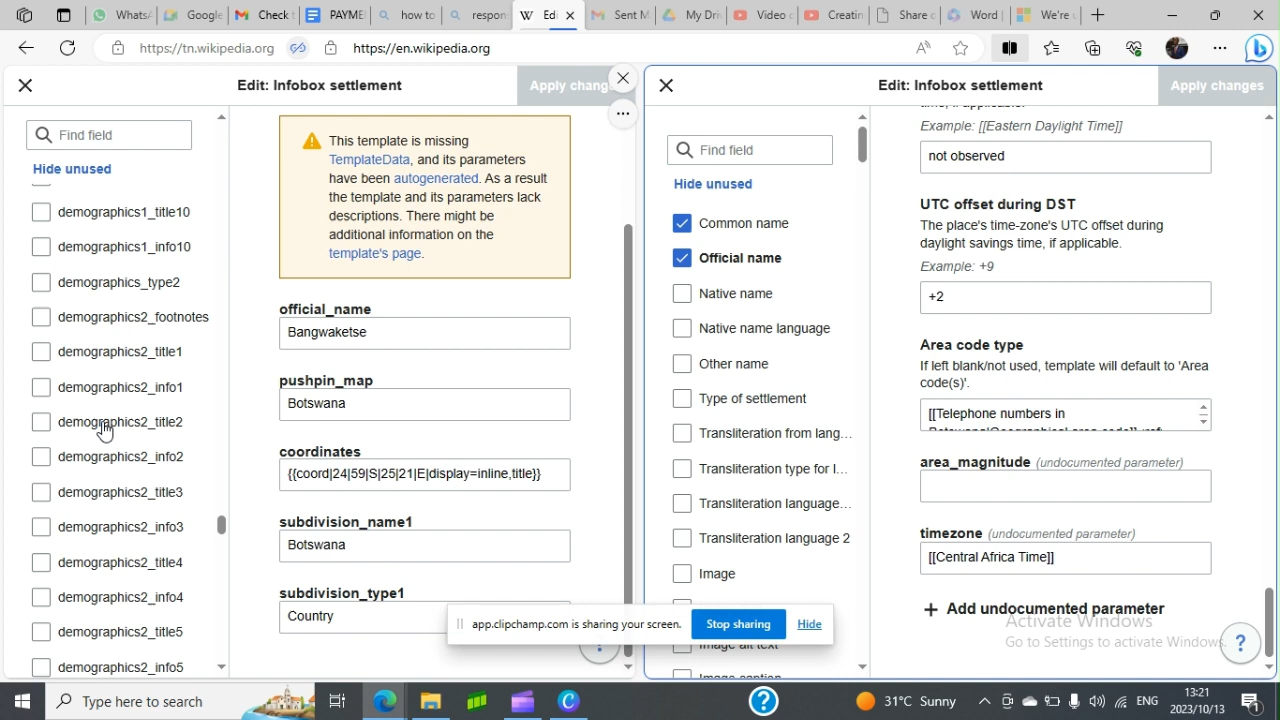 WhatsA
Google
Check t
PAYME
how to
respon
W Edi
Sent M
My Driv
Video c
Creatin
Share c
Word |
We're u
https://tn.wikipedia.org
https://en.wikipedia.org
Edit: Infobox settlement
Apply chang
Find field
Hide unused
demographics1_title10
demographics1_info10
demographics_type2
demographics2_footnotes
demographics2_title1
demographics2_info1
demographics2_title2
demographics2_info2
demographics2_title3
demographics2_info3
demographics2_title4
demographics2_info4
demographics2_title5
demographics2_info5
This template is missing
TemplateData, and its parameters
have been autogenerated. As a result
the template and its parameters lack
descriptions. There might be
additional information on the
template's page.
official_name
Bangwaketse
pushpin_map
Botswana
coordinates
{{coord|24|59|S|25|21|E|display=inline,title}}
subdivision_name1
Botswana
subdivision_type1
Country
Edit: Infobox settlement
Apply changes
Find field
Hide unused
Common name
Official name
Native name
Native name language
Other name
Type of settlement
Transliteration from lang...
Transliteration type for l...
Transliteration language...
Transliteration language 2
Image
Image alt text
Image caption
time, if applicable.
Example: [[Eastern Daylight Time]]
not observed
UTC offset during DST
The place's time-zone's UTC offset during
daylight savings time, if applicable.
Example: +9
+2
Area code type
If left blank/not used, template will default to 'Area
code(s)'.
[[Telephone numbers in
area_magnitude (undocumented parameter)
timezone (undocumented parameter)
[[Central Africa Time]]
+ Add undocumented parameter
Activate Windows
Go to Settings to activate Windows.
app.clipchamp.com is sharing your screen.
Stop sharing
Hide
Type here to search
31°C Sunny
ENG
13:21
2023/10/13
1